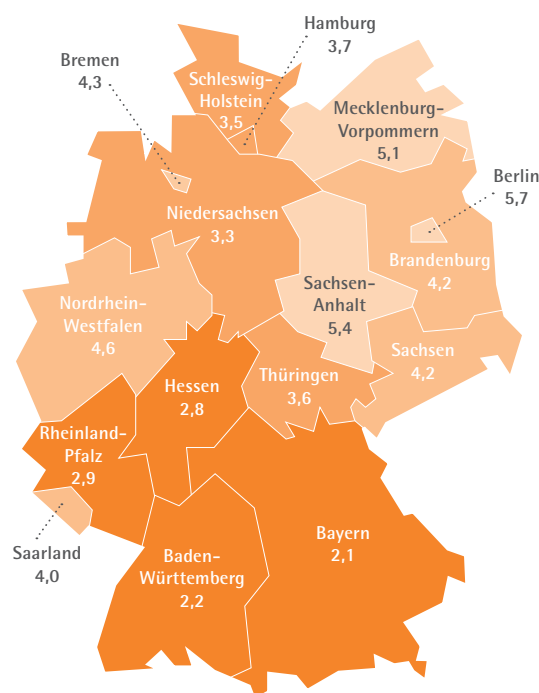 Hamburg
3,7
Bremen
4,3
Schleswig-
Holstein
3,5
Mecklenburg-
Vorpommern
5,1
Berlin
5,7
Niedersachsen
3,3
Brandenburg
4,2
Sachsen-
Anhalt
5,4
Nordrhein-
Westfalen
4,6
Sachsen
4,2
Hessen
2,8
Thüringen
3,6
Rheinland-
Pfalz
2,9
Saarland
4,0
Bayern
2,1
Baden-
Württemberg
2,2